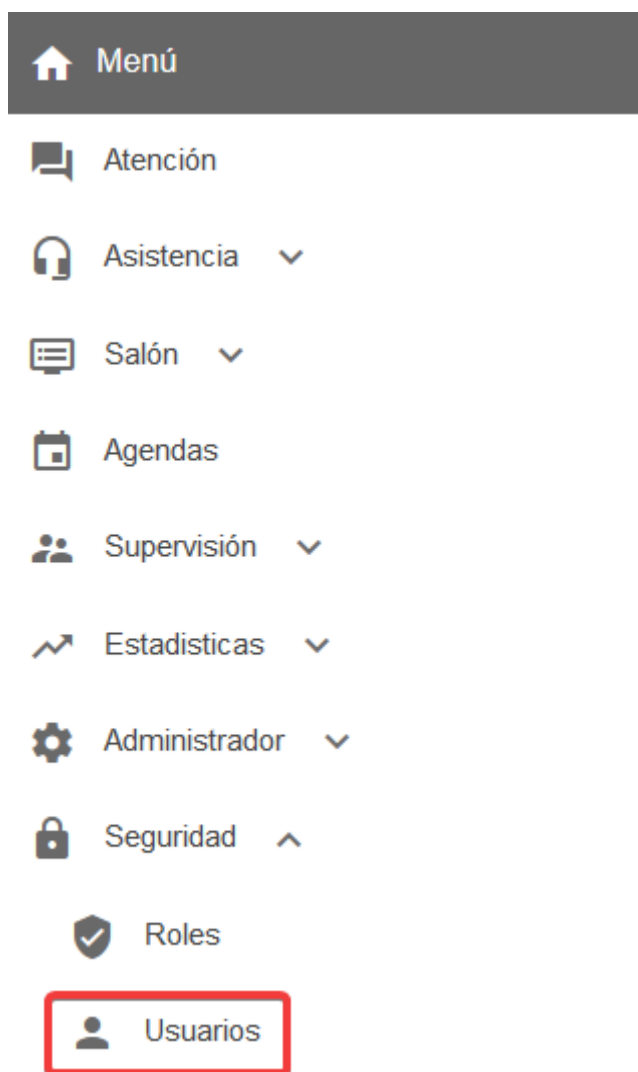 Menú
Atención
Asistencia
Salón
Agendas
Supervisión
Estadisticas
Administrador
Seguridad
Roles
Usuarios